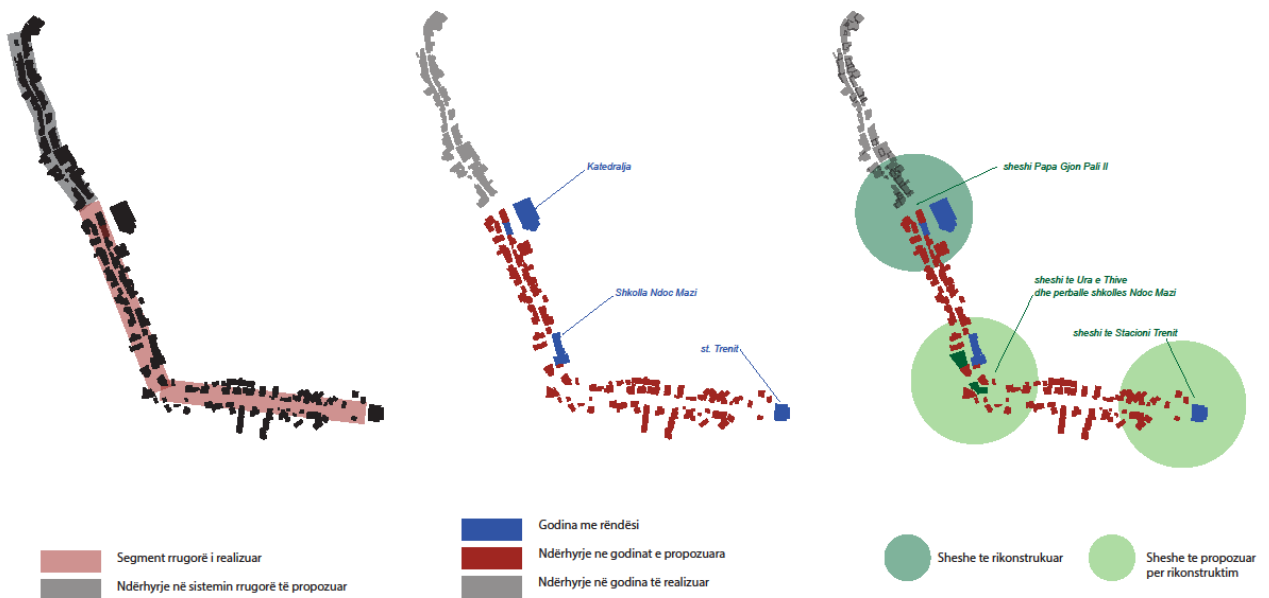 Katedralja
Shkolla Ndoc Mazi
st. Trenit
sheshi Papa Gjon Pali II
sheshi te Ura e Thive
dhe perballe shkolles Ndoc Mazi
sheshi te Stacioni Trenit
Segment rrugorë i realizuar
Ndërhyrje në sistemin rrugorë të propozuar
Godina me rëndësi
Ndërhyrje ne godinat e propozuara
Ndërhyrje në godina të realizuar
Sheshe te rikonstrukuar
Sheshe te propozuar
per rikonstruktim